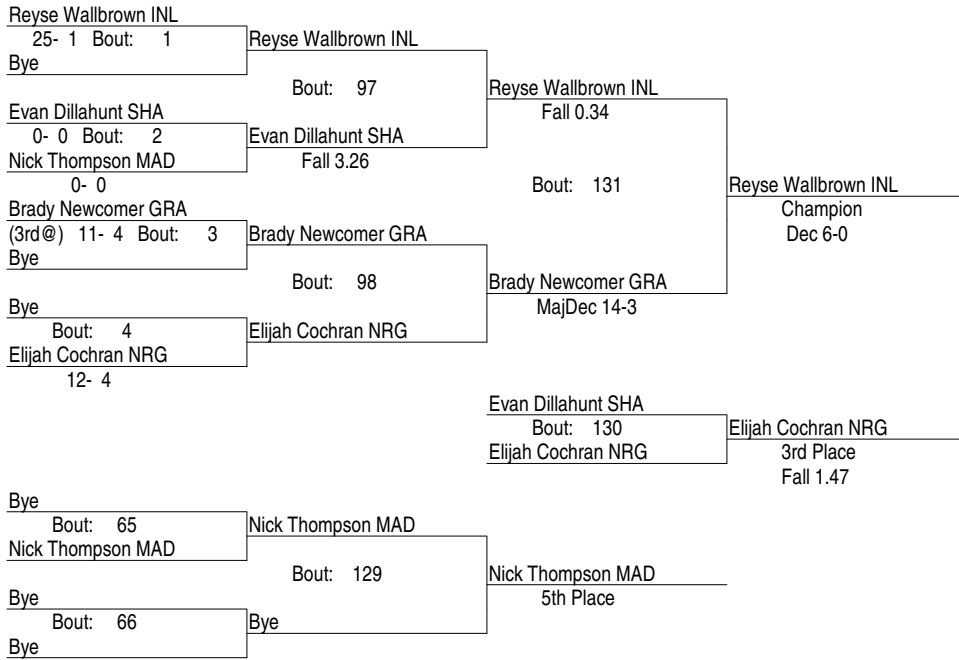 Reyse Wallbrown INL
25- 1 Bout: 1
Reyse Wallbrown INL
Bye
Bout: 97
Reyse Wallbrown INL
Evan Dillahunt SHA
Fall 0.34
0- 0 Bout: 2
Evan Dillahunt SHA
Nick Thompson MAD
Fall 3.26
0- 0
Bout: 131
Reyse Wallbrown INL
Brady Newcomer GRA
Champion
(3rd@) 11- 4 Bout: 3
Brady Newcomer GRA
Dec 6-0
Bye
Bout: 98
Brady Newcomer GRA
Bye
MajDec 14-3
Bout: 4
Elijah Cochran NRG
Elijah Cochran NRG
12- 4
Evan Dillahunt SHA
Bout: 130
Elijah Cochran NRG
Elijah Cochran NRG
3rd Place
Fall 1.47
Bye
Bout: 65
Nick Thompson MAD
Nick Thompson MAD
Bout: 129
Nick Thompson MAD
Bye
5th Place
Bout: 66
Bye
Bye